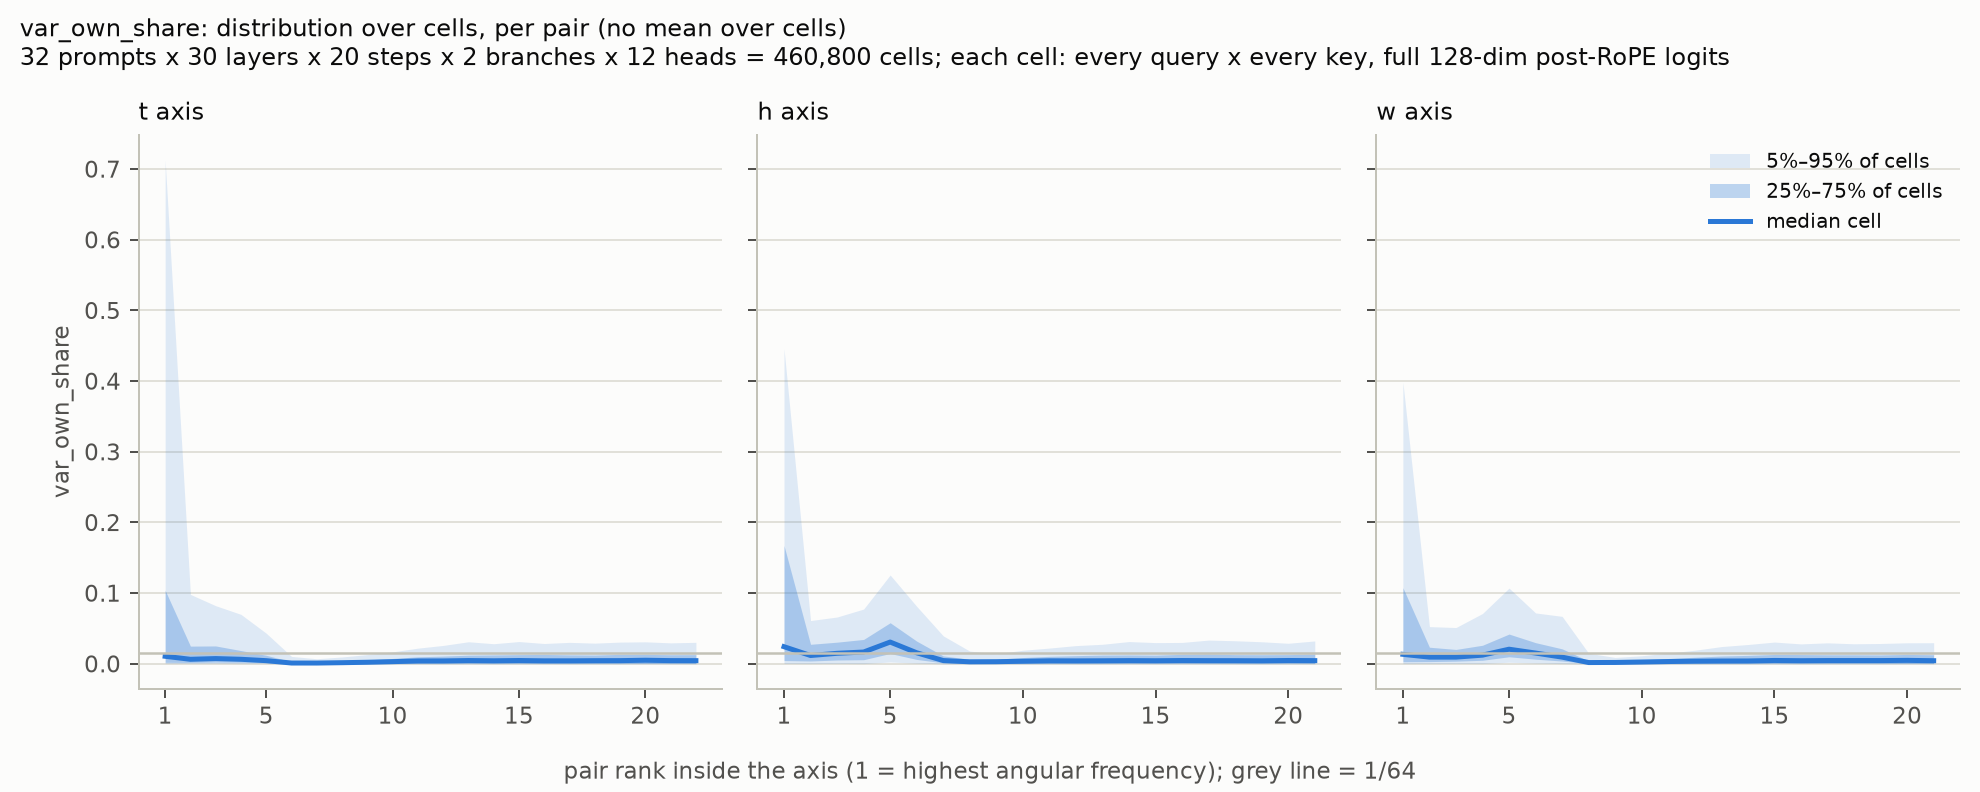 var_own_share: distribution over cells, per pair (no mean over cells)
32 prompts x 30 layers x 20 steps x 2 branches x 12 heads = 460,800 cells; each cell: every query x every key, full 128-dim post-RoPE logits
t axis
h axis
w axis
5%–95% of cells
25%–75% of cells
median cell
var_own_share
0.7
0.6
0.5
0.4
0.3
0.2
0.1
0.0
1 5 10 15 20
1 5 10 15 20
1 5 10 15 20
pair rank inside the axis (1 = highest angular frequency); grey line = 1/64